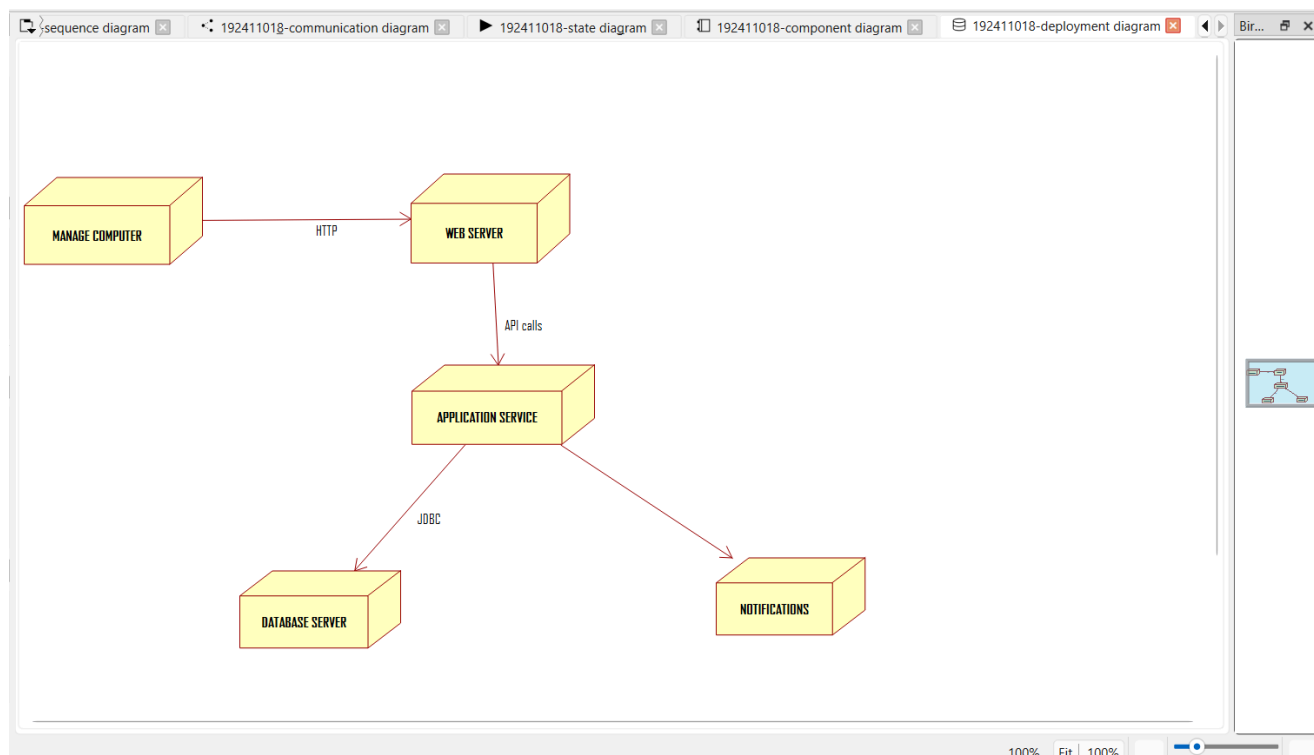 sequence diagram
192411018-communication diagram
192411018-state diagram
192411018-component diagram
192411018-deployment diagram
Bir...
MANAGE COMPUTER
HTTP
WEB SERVER
API calls
APPLICATION SERVICE
JDBC
DATABASE SERVER
NOTIFICATIONS
100% Fit 100%